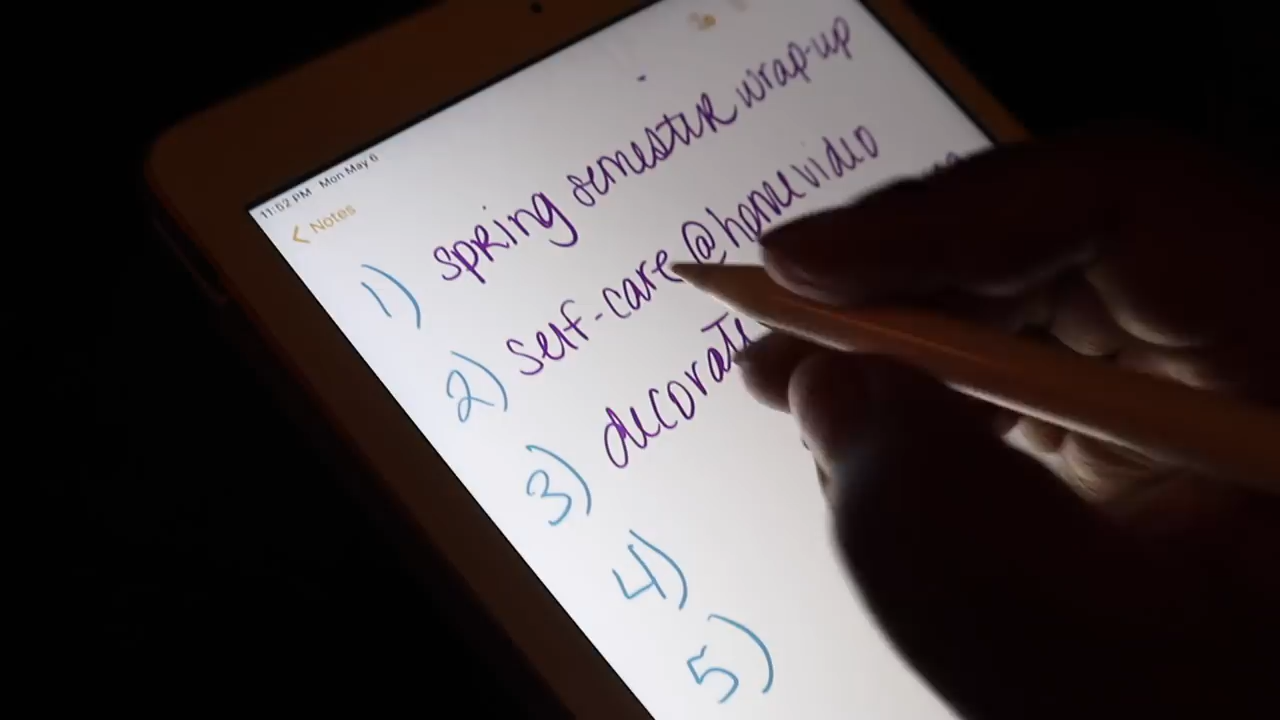 11:52 PM Mon May 6
< Notes
1) spring semester wrap-up
2) self-care @home video
3) decorate
4)
5)